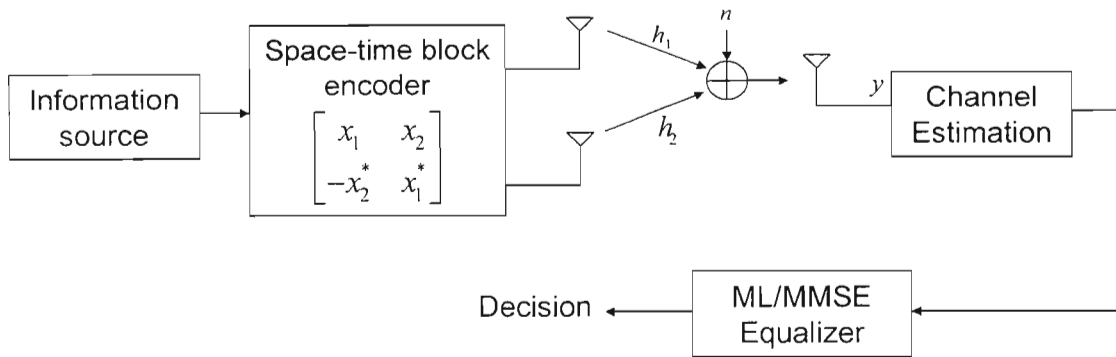 Information
source
Space-time block
encoder
x₁ x₂
−x₂* x₁*
h₁
h₂
n
y
Channel
Estimation
ML/MMSE
Equalizer
Decision